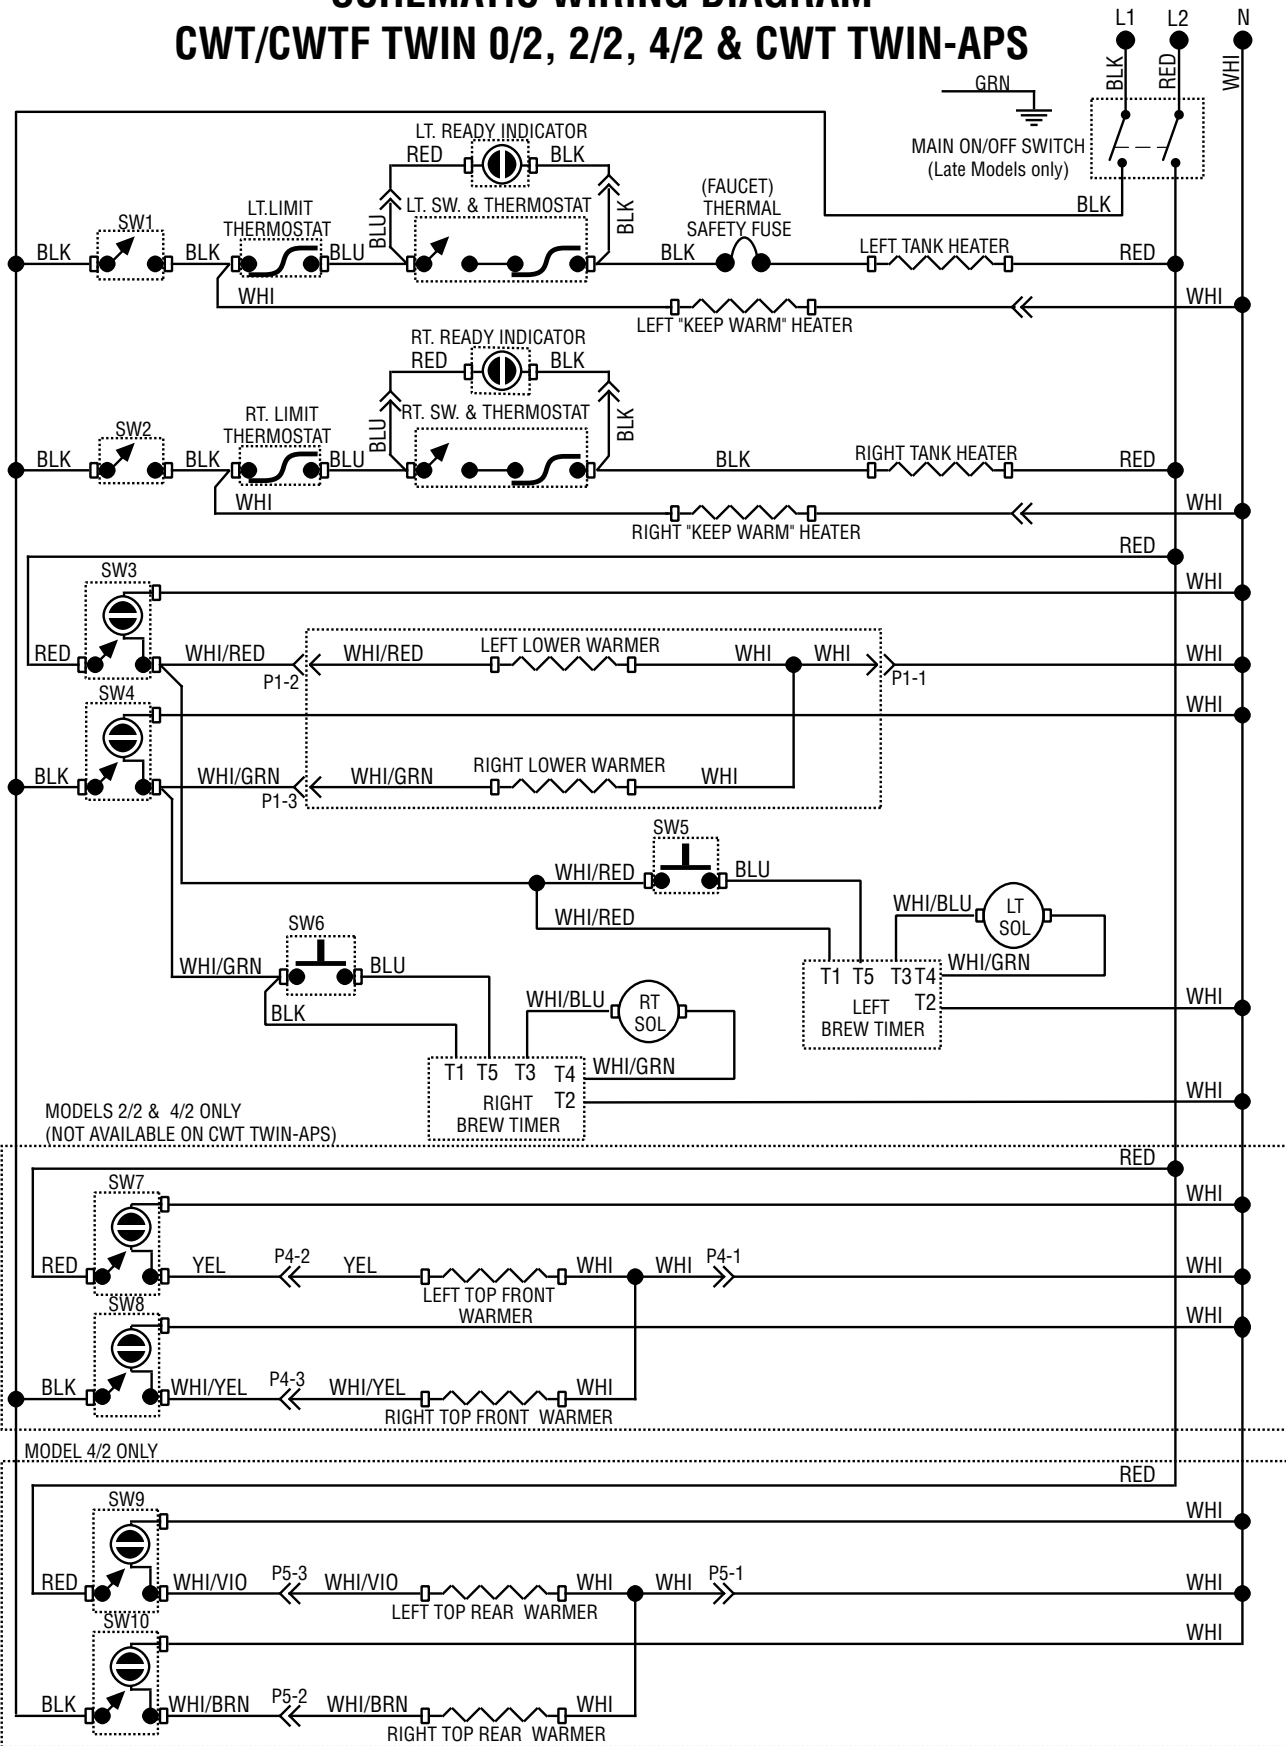 SCHEMATIC WIRING DIAGRAM
CWT/CWTF TWIN 0/2, 2/2, 4/2 & CWT TWIN-APS
L1 L2 N
BLK RED WHI
GRN
MAIN ON/OFF SWITCH
(Late Models only)
BLK
LT. READY INDICATOR
RED BLK
BLU LT. SW. & THERMOSTAT BLK
(FAUCET)
THERMAL
SAFETY FUSE
SW1
LT.LIMIT
THERMOSTAT
BLK BLK BLU BLK LEFT TANK HEATER RED
WHI WHI
LEFT "KEEP WARM" HEATER
RT. READY INDICATOR
RED BLK
BLU RT. SW. & THERMOSTAT BLK
SW2
RT. LIMIT
THERMOSTAT
BLK BLK BLU BLK RIGHT TANK HEATER RED
WHI WHI
RIGHT "KEEP WARM" HEATER
RED
SW3
WHI
RED WHI/RED WHI/RED LEFT LOWER WARMER WHI WHI WHI
P1-2 P1-1
SW4
WHI
BLK WHI/GRN WHI/GRN RIGHT LOWER WARMER WHI
P1-3
SW5
WHI/RED BLU
WHI/RED
WHI/BLU LT
SOL
WHI/GRN
T1 T5 T3 T4
T2 WHI
LEFT
BREW TIMER
SW6
WHI/GRN BLU
BLK
WHI/BLU RT
SOL
WHI/GRN
T1 T5 T3 T4
T2 WHI
RIGHT
BREW TIMER
MODELS 2/2 & 4/2 ONLY
(NOT AVAILABLE ON CWT TWIN-APS)
RED
SW7
WHI
RED YEL P4-2 YEL WHI WHI P4-1 WHI
LEFT TOP FRONT
WARMER
SW8
WHI
BLK WHI/YEL P4-3 WHI/YEL WHI
RIGHT TOP FRONT WARMER
MODEL 4/2 ONLY
RED
SW9
WHI
RED WHI/VIO P5-3 WHI/VIO WHI WHI P5-1 WHI
LEFT TOP REAR WARMER
SW10
WHI
BLK WHI/BRN P5-2 WHI/BRN WHI
RIGHT TOP REAR WARMER